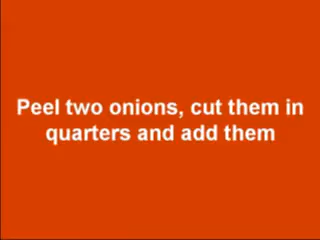 Peel two onions, cut them in
quarters and add them